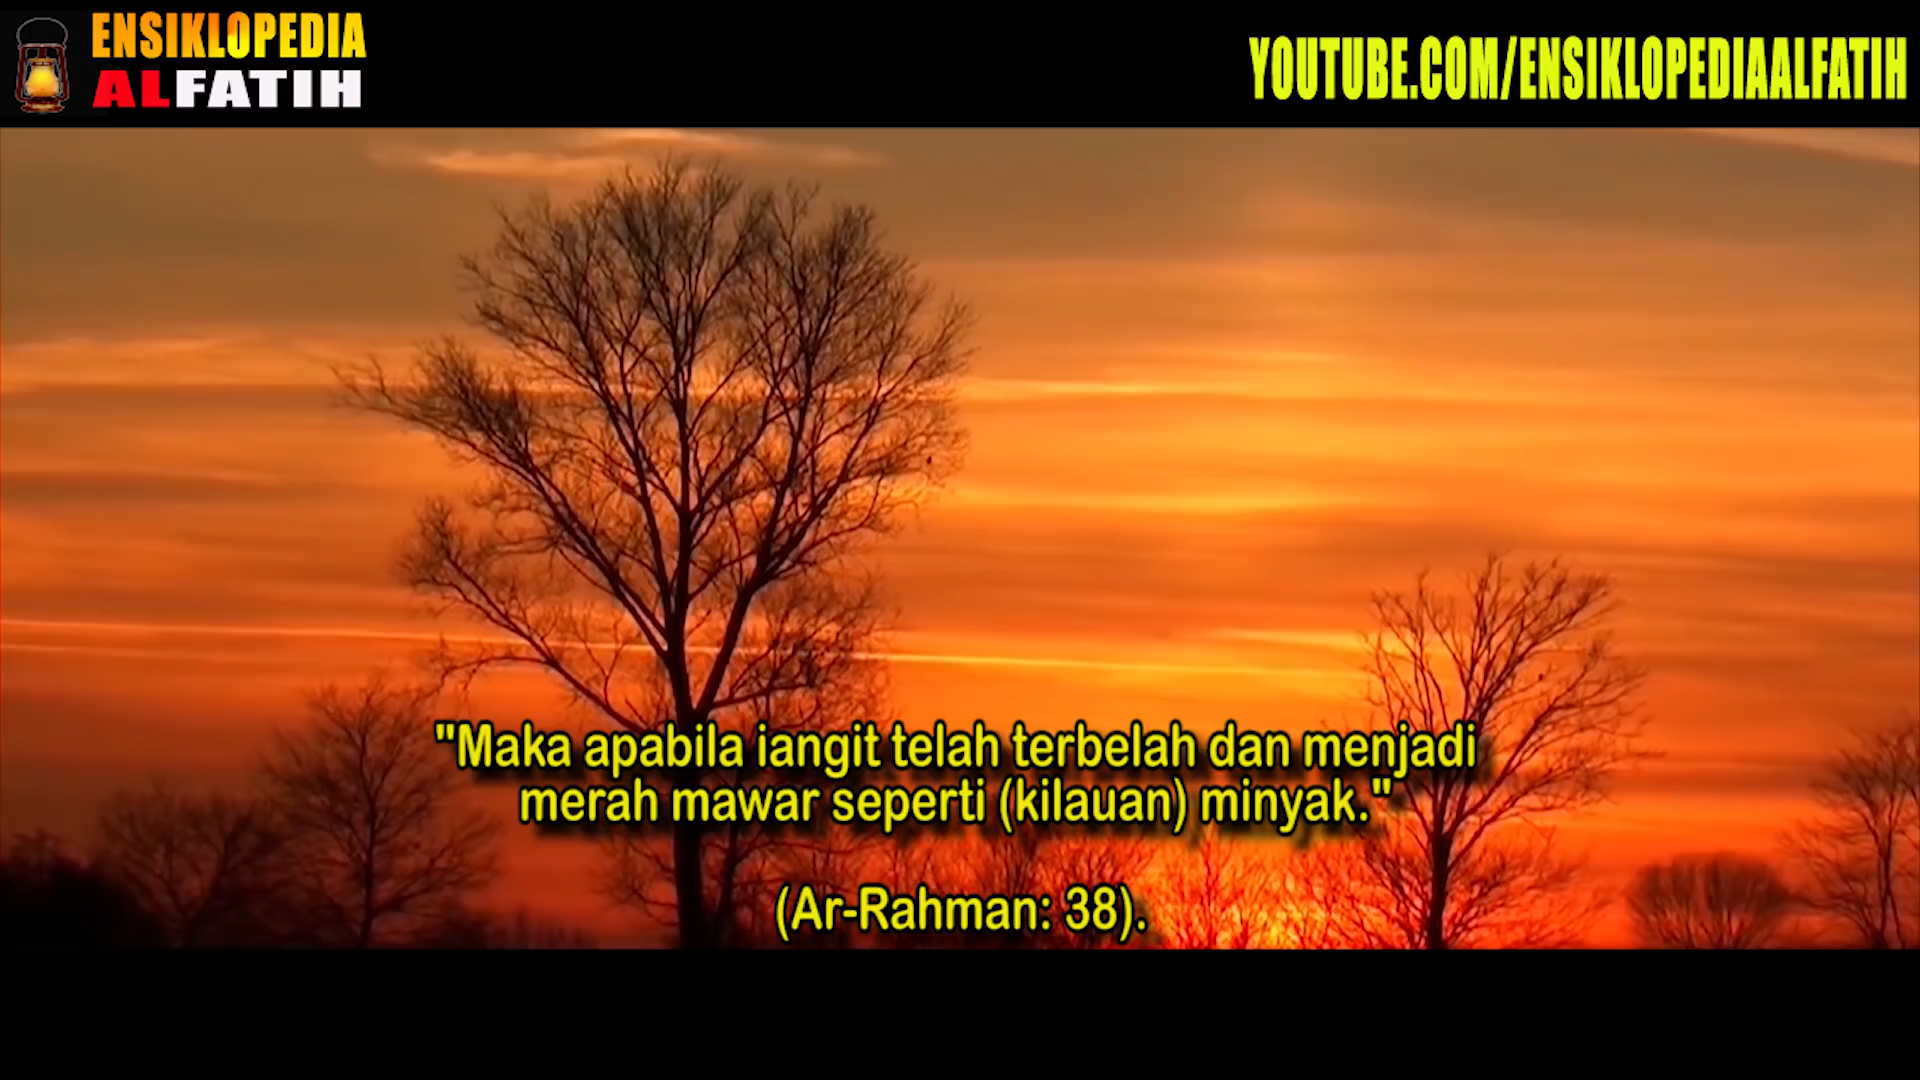 ENSIKLOPEDIA
ALFATIH
YOUTUBE.COM/ENSIKLOPEDIAALFATIH
"Maka apabila iangit telah terbelah dan menjadi
merah mawar seperti (kilauan) minyak."
(Ar-Rahman: 38).